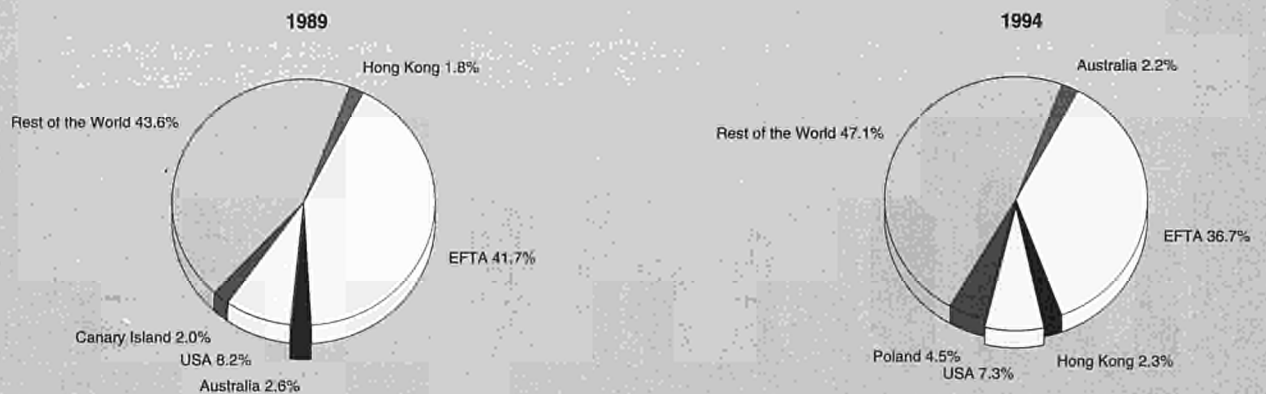 1989
Hong Kong 1.8%
Rest of the World 43.6%
EFTA 41.7%
Canary Island 2.0%
USA 8.2%
Australia 2.6%
1994
Australia 2.2%
Rest of the World 47.1%
EFTA 36.7%
Poland 4.5%
USA 7.3%
Hong Kong 2.3%